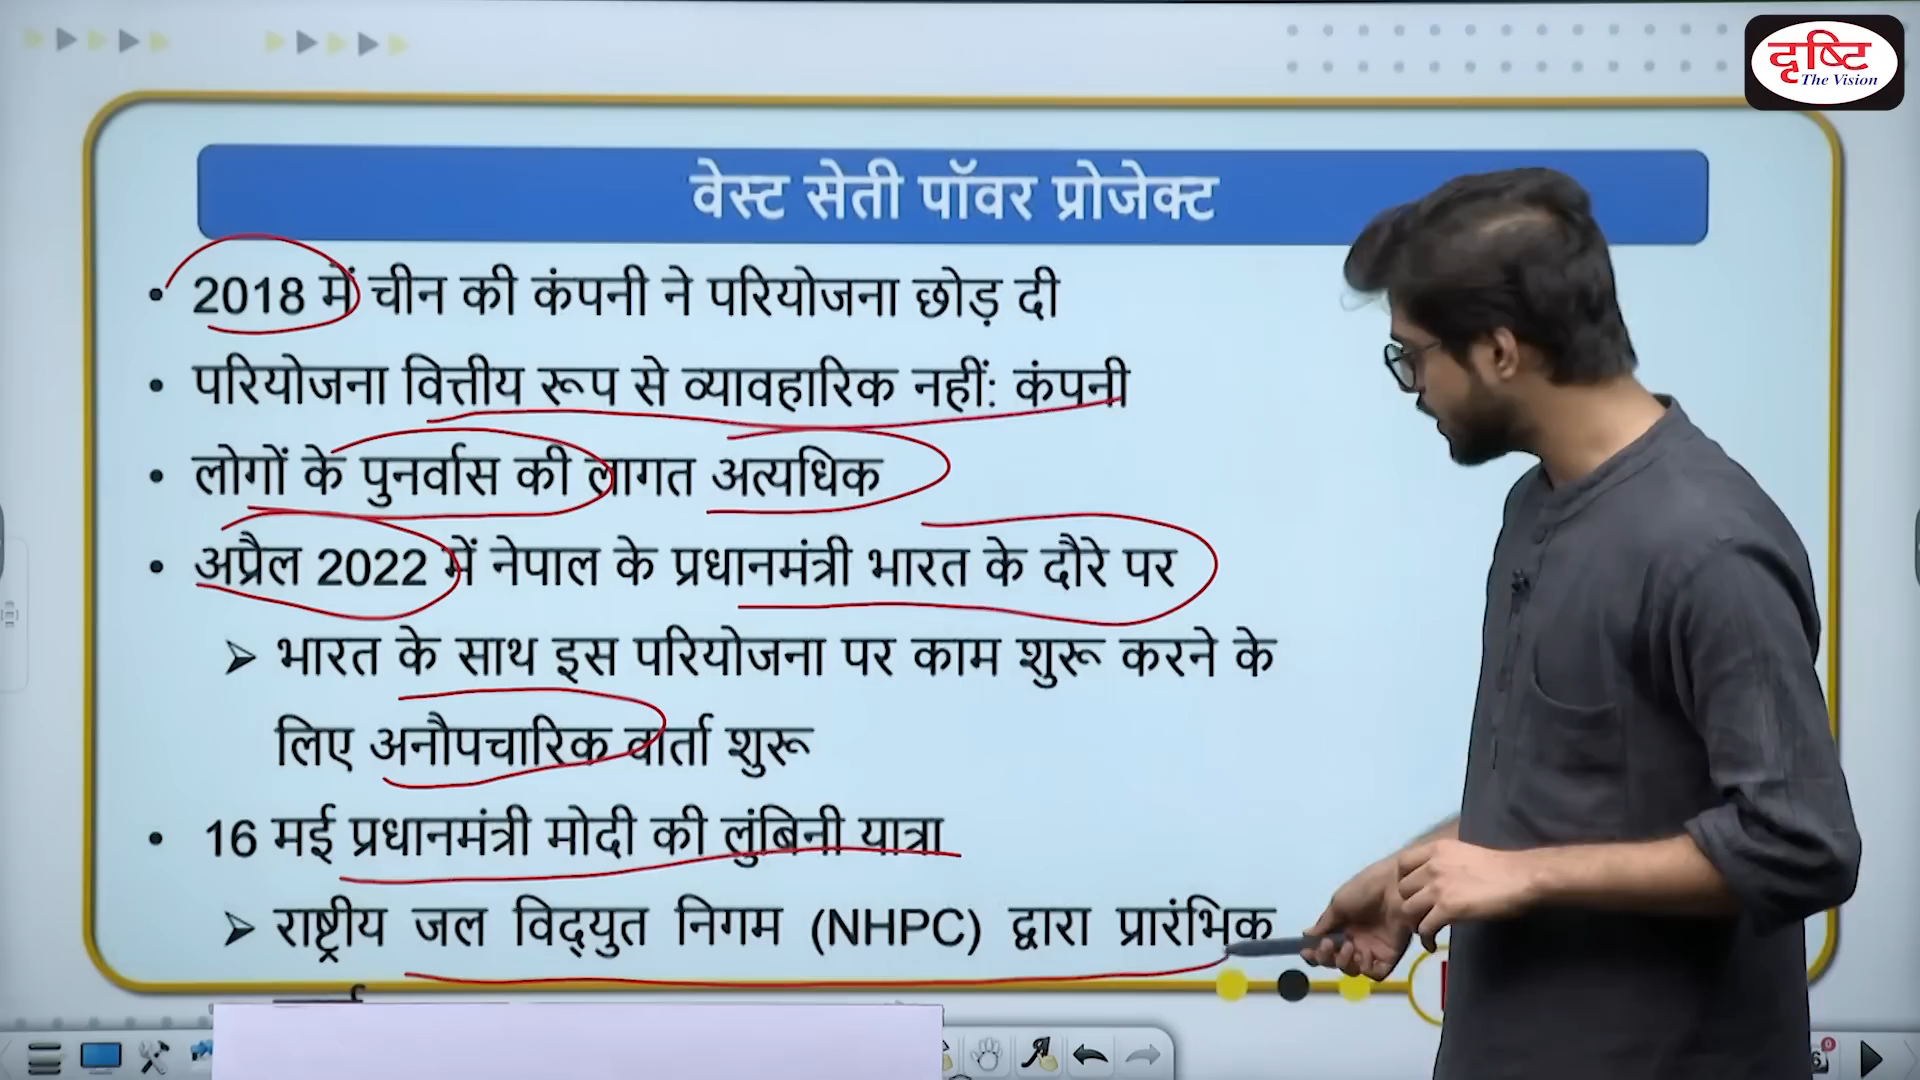 दृष्टि
The Vision
वेस्ट सेती पॉवर प्रोजेक्ट
• 2018 में चीन की कंपनी ने परियोजना छोड़ दी
• परियोजना वित्तीय रूप से व्यावहारिक नहीं: कंपनी
• लोगों के पुनर्वास की लागत अत्यधिक
• अप्रैल 2022 में नेपाल के प्रधानमंत्री भारत के दौरे पर
➢ भारत के साथ इस परियोजना पर काम शुरू करने के
लिए अनौपचारिक वार्ता शुरू
• 16 मई प्रधानमंत्री मोदी की लुंबिनी यात्रा
➢ राष्ट्रीय जल विद्युत निगम (NHPC) द्वारा प्रारंभिक